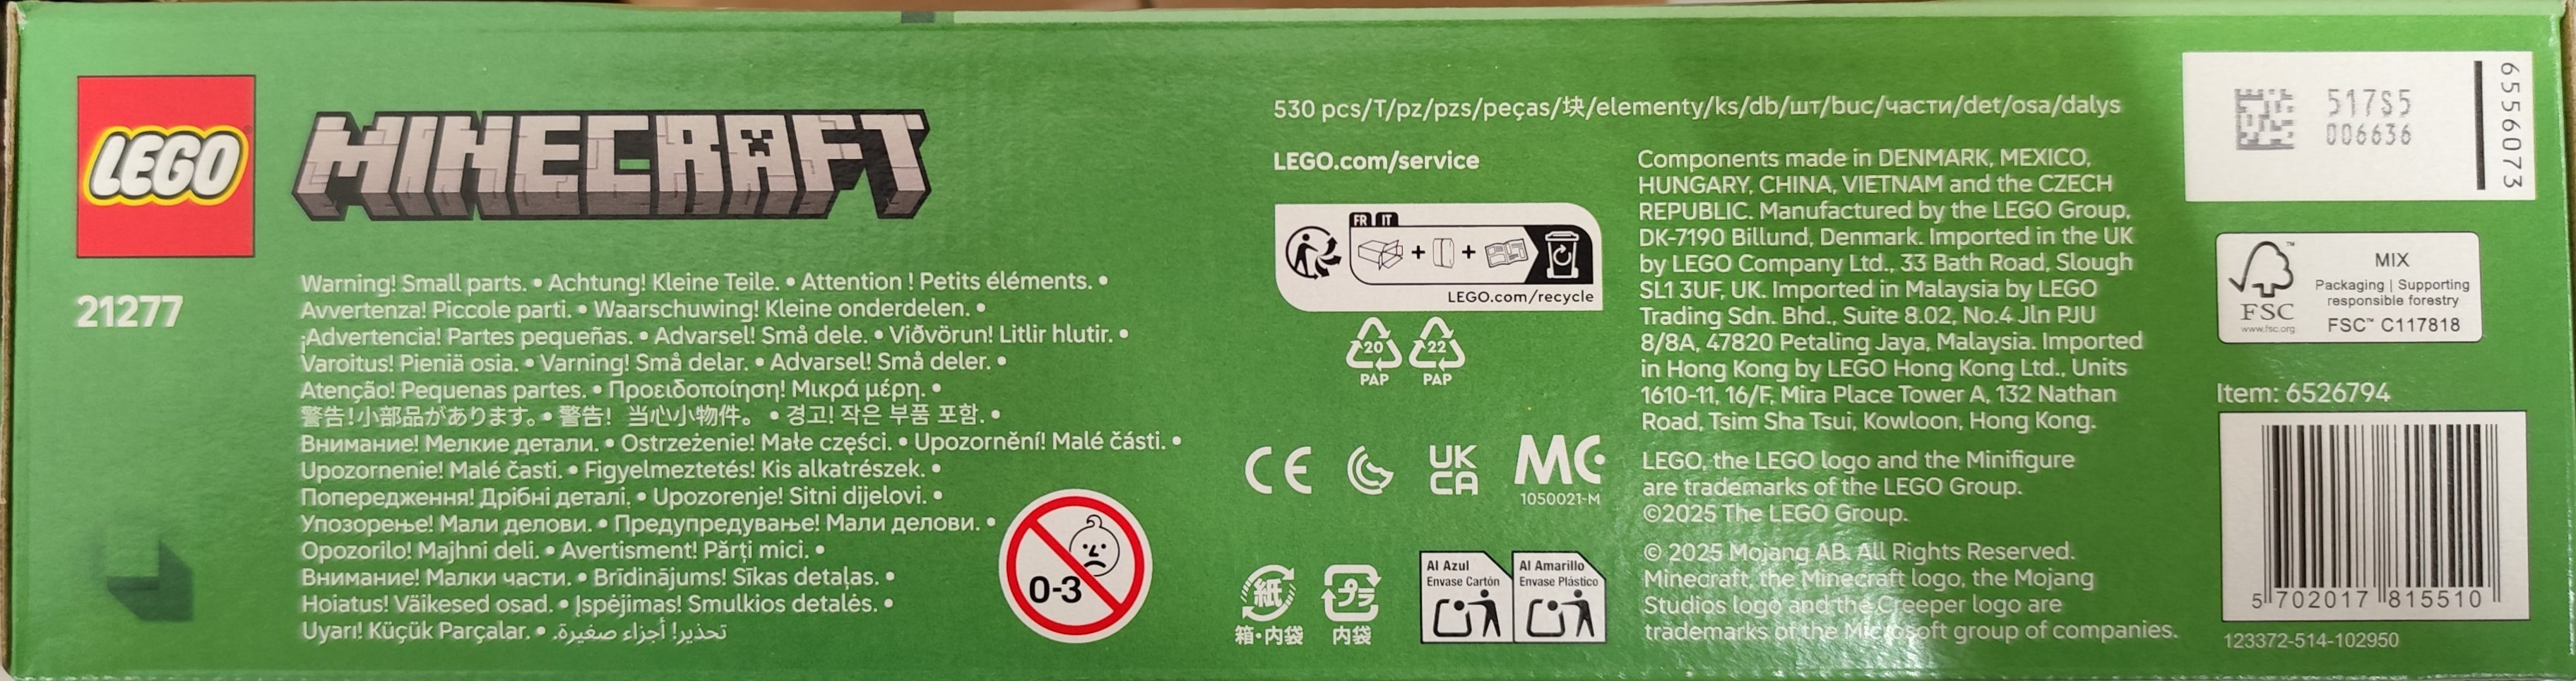 LEGO
MINECRAFT
21277
Warning! Small parts. • Achtung! Kleine Teile. • Attention ! Petits éléments. •
Avvertenza! Piccole parti. • Waarschuwing! Kleine onderdelen. •
¡Advertencia! Partes pequeñas. • Advarsel! Små dele. • Viðvörun! Litlir hlutir. •
Varoitus! Pieniä osia. • Varning! Små delar. • Advarsel! Små deler. •
Atenção! Pequenas partes. • Προειδοποίηση! Μικρά μέρη. •
警告!小部品があります。• 警告! 当心小物件。 • 경고! 작은 부품 포함. •
Внимание! Мелкие детали. • Ostrzeżenie! Małe części. • Upozornění! Malé části. •
Upozornenie! Malé časti. • Figyelmeztetés! Kis alkatrészek. •
Попередження! Дрібні деталі. • Upozorenje! Sitni dijelovi. •
Упозорење! Мали делови. • Предупредување! Мали делови. •
Opozorilo! Majhni deli. • Avertisment! Părți mici. •
Внимание! Малки части. • Brīdinājums! Sīkas detaļas. •
Hoiatus! Väikesed osad. • Įspėjimas! Smulkios detalės. •
Uyarı! Küçük Parçalar. • تحذير! أجزاء صغيرة.
0-3
530 pcs/T/pz/pzs/peças/块/elementy/ks/db/шт/buc/части/det/osa/dalys
LEGO.com/service
FR IT
LEGO.com/recycle
20 22
PAP PAP
CE UK CA MC
1050021-M
紙 プラ
箱・内袋 内袋
Al Azul
Envase Cartón
Al Amarillo
Envase Plástico
Components made in DENMARK, MEXICO,
HUNGARY, CHINA, VIETNAM and the CZECH
REPUBLIC. Manufactured by the LEGO Group,
DK-7190 Billund, Denmark. Imported in the UK
by LEGO Company Ltd., 33 Bath Road, Slough
SL1 3UF, UK. Imported in Malaysia by LEGO
Trading Sdn. Bhd., Suite 8.02, No.4 Jln PJU
8/8A, 47820 Petaling Jaya, Malaysia. Imported
in Hong Kong by LEGO Hong Kong Ltd., Units
1610-11, 16/F, Mira Place Tower A, 132 Nathan
Road, Tsim Sha Tsui, Kowloon, Hong Kong.
LEGO, the LEGO logo and the Minifigure
are trademarks of the LEGO Group.
©2025 The LEGO Group.
© 2025 Mojang AB. All Rights Reserved.
Minecraft, the Minecraft logo, the Mojang
Studios logo and the Creeper logo are
trademarks of the Microsoft group of companies.
517S5
006636
6556073
FSC
www.fsc.org
MIX
Packaging | Supporting
responsible forestry
FSC™ C117818
Item: 6526794
5 702017 815510
123372-514-102950